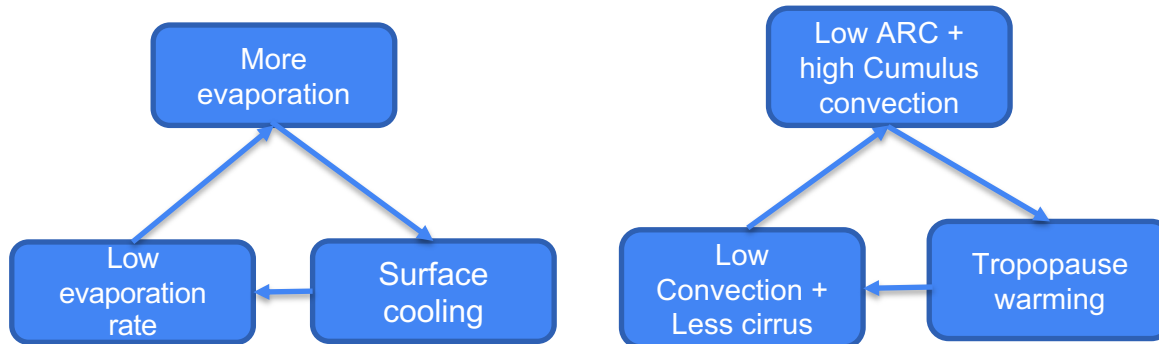 More
evaporation
Low
evaporation
rate
Surface
cooling
Low ARC +
high Cumulus
convection
Low
Convection +
Less cirrus
Tropopause
warming